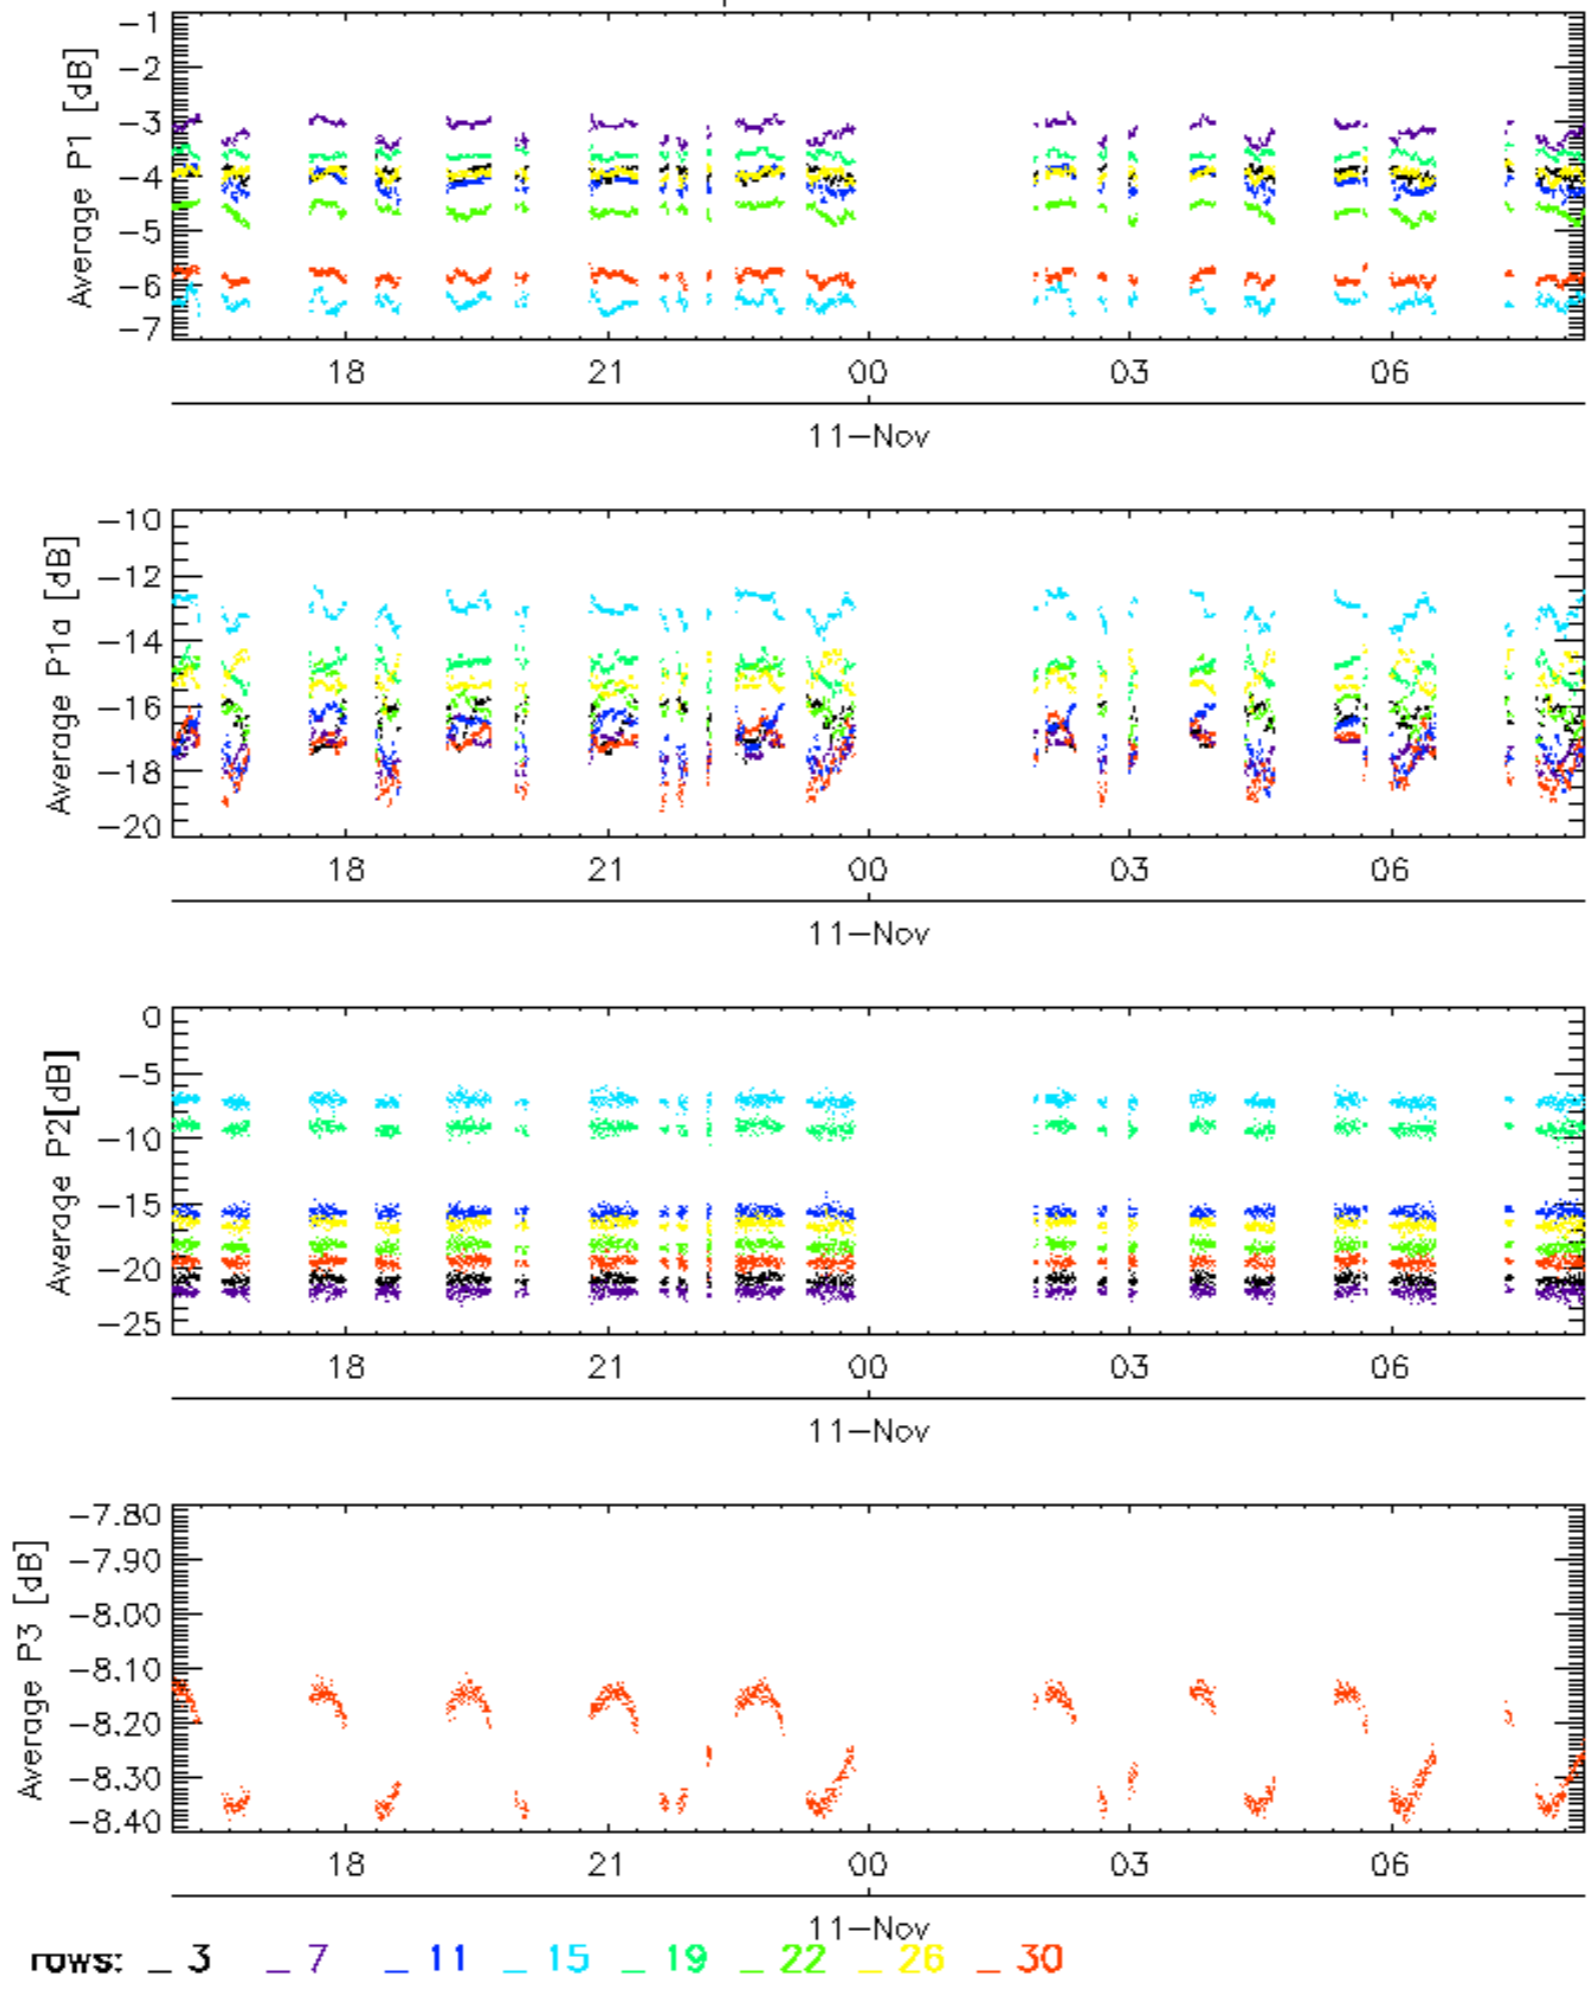 Average P1 [dB]
-1
-2
-3
-4
-5
-6
-7
18 21 00 03 06
11-Nov
Average P1a [dB]
-10
-12
-14
-16
-18
-20
18 21 00 03 06
11-Nov
Average P2[dB]
0
-5
-10
-15
-20
-25
18 21 00 03 06
11-Nov
Average P3 [dB]
-7.80
-7.90
-8.00
-8.10
-8.20
-8.30
-8.40
18 21 00 03 06
11-Nov
rows: _ 3 _ 7 _ 11 _ 15 _ 19 _ 22 _ 26 _ 30